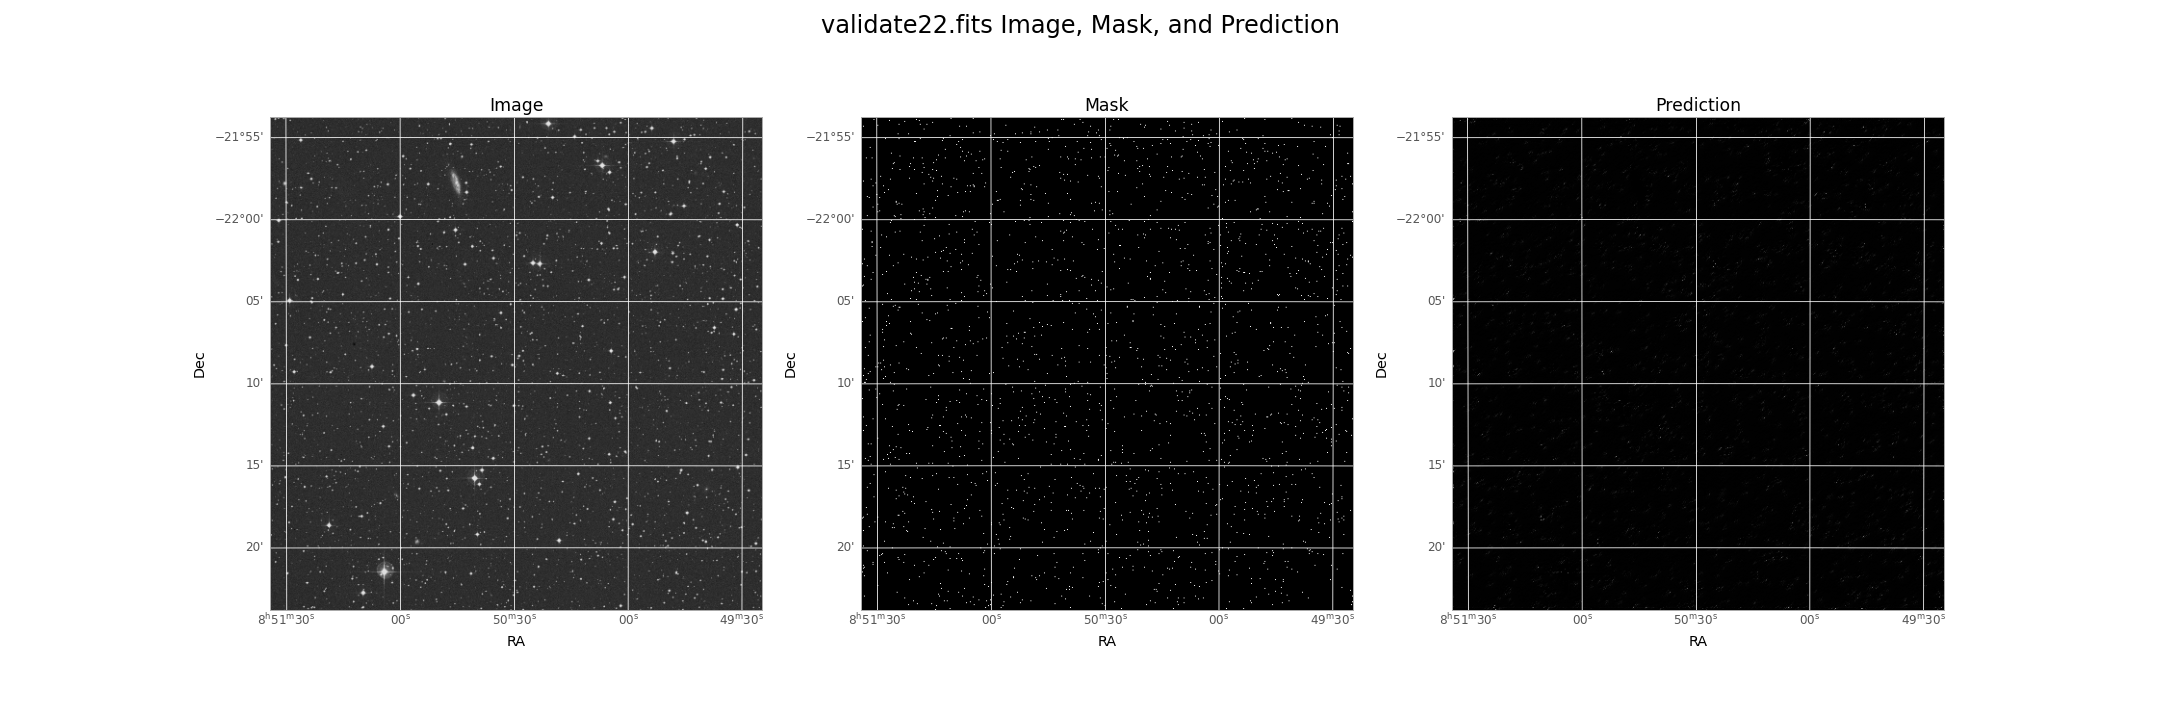 validate22.fits Image, Mask, and Prediction
Image
−21°55'
−22°00'
05'
10'
15'
20'
Dec
8ʰ51ᵐ30ˢ 00ˢ 50ᵐ30ˢ 00ˢ 49ᵐ30ˢ
RA
Mask
−21°55'
−22°00'
05'
10'
15'
20'
Dec
8ʰ51ᵐ30ˢ 00ˢ 50ᵐ30ˢ 00ˢ 49ᵐ30ˢ
RA
Prediction
−21°55'
−22°00'
05'
10'
15'
20'
Dec
8ʰ51ᵐ30ˢ 00ˢ 50ᵐ30ˢ 00ˢ 49ᵐ30ˢ
RA